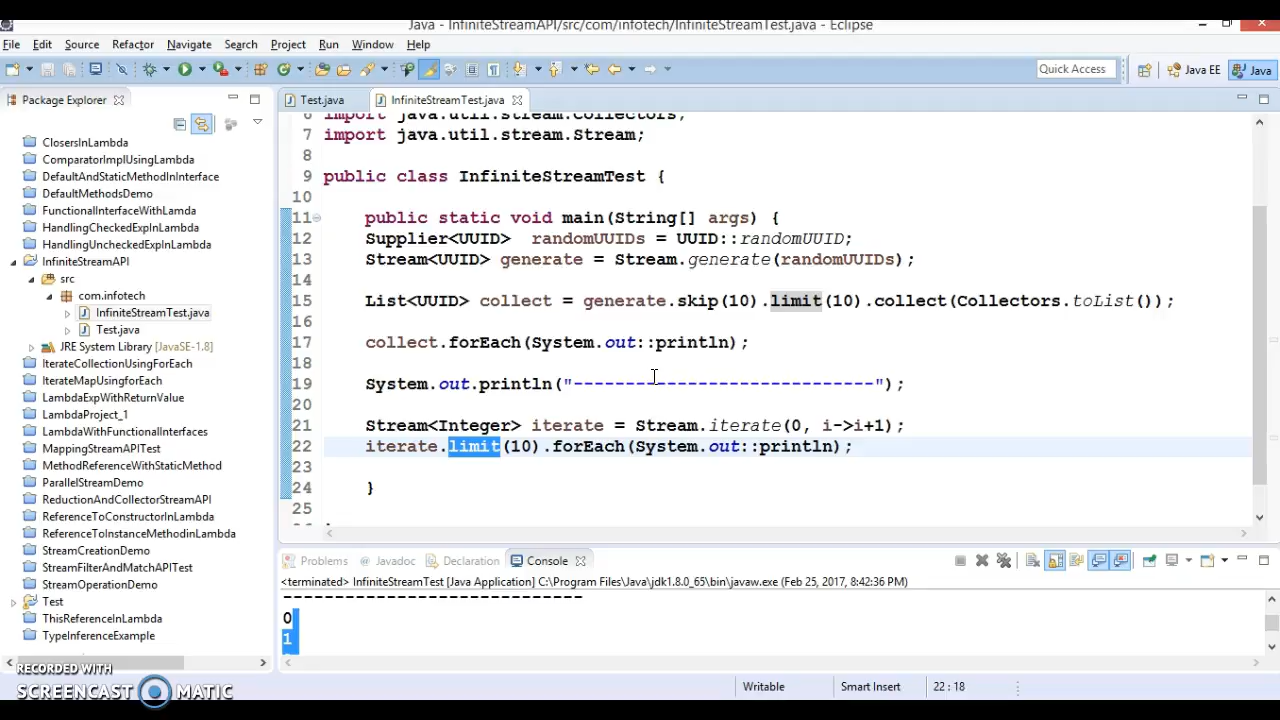 Java - InfiniteStreamAPI/src/com/infotech/InfiniteStreamTest.java - Eclipse
File Edit Source Refactor Navigate Search Project Run Window Help
Quick Access
Java EE
Java
Package Explorer
Test.java
InfiniteStreamTest.java
ClosersInLambda
ComparatorImplUsingLambda
DefaultAndStaticMethodInInterface
DefaultMethodsDemo
FunctionalInterfaceWithLamda
HandlingCheckedExpInLambda
HandlingUncheckedExpInLambda
InfiniteStreamAPI
src
com.infotech
InfiniteStreamTest.java
Test.java
JRE System Library [JavaSE-1.8]
IterateCollectionUsingForEach
IterateMapUsingforEach
LambdaExpWithReturnValue
LambdaProject_1
LambdaWithFunctionalInterfaces
MappingStreamAPI
MethodReferenceWithStaticMethod
ParallelStreamDemo
ReductionAndCollectorStreamAPI
ReferenceToConstructorInLambda
ReferenceToInstanceMethodinLambda
StreamCreationDemo
StreamFilterAndMatchAPITest
StreamOperationDemo
Test
ThisReferenceInLambda
TypeInferenceExample
6 import java.util.stream.Collectors;
7 import java.util.stream.Stream;
8
9 public class InfiniteStreamTest {
10
11 public static void main(String[] args) {
12 Supplier<UUID> randomUUIDs = UUID::randomUUID;
13 Stream<UUID> generate = Stream.generate(randomUUIDs);
14
15 List<UUID> collect = generate.skip(10).limit(10).collect(Collectors.toList());
16
17 collect.forEach(System.out::println);
18
19 System.out.println("-----------------------------");
20
21 Stream<Integer> iterate = Stream.iterate(0, i->i+1);
22 iterate.limit(10).forEach(System.out::println);
23
24 }
25
Problems
Javadoc
Declaration
Console
<terminated> InfiniteStreamTest [Java Application] C:\Program Files\Java\jdk1.8.0_65\bin\javaw.exe (Feb 25, 2017, 8:42:36 PM)
-----------------------------
0
1
RECORDED WITH
SCREENCAST MATIC
Writable
Smart Insert
22 : 18